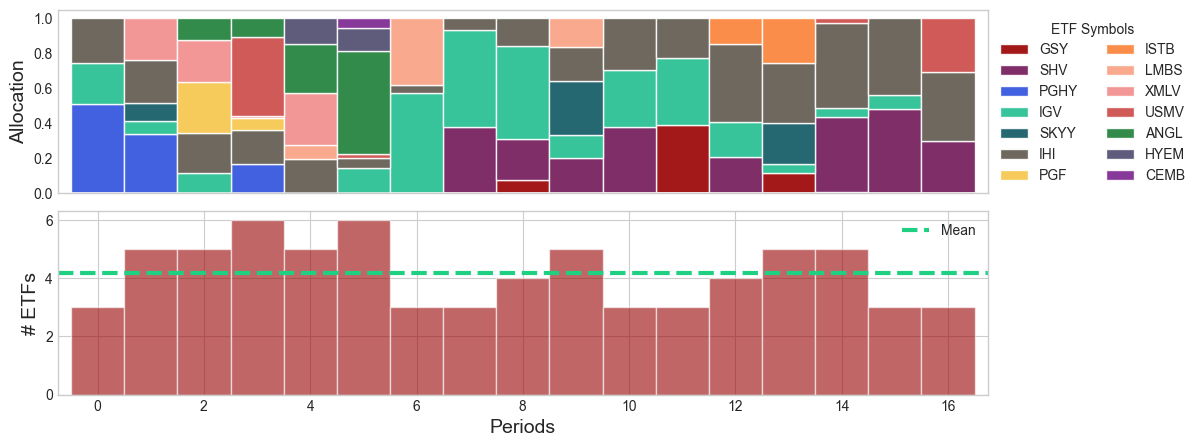 1.0
0.8
0.6
0.4
0.2
0.0
Allocation
ETF Symbols
GSY
SHV
PGHY
IGV
SKYY
IHI
PGF
ISTB
LMBS
XMLV
USMV
ANGL
HYEM
CEMB
6
4
2
0
# ETFs
Mean
0 2 4 6 8 10 12 14 16
Periods